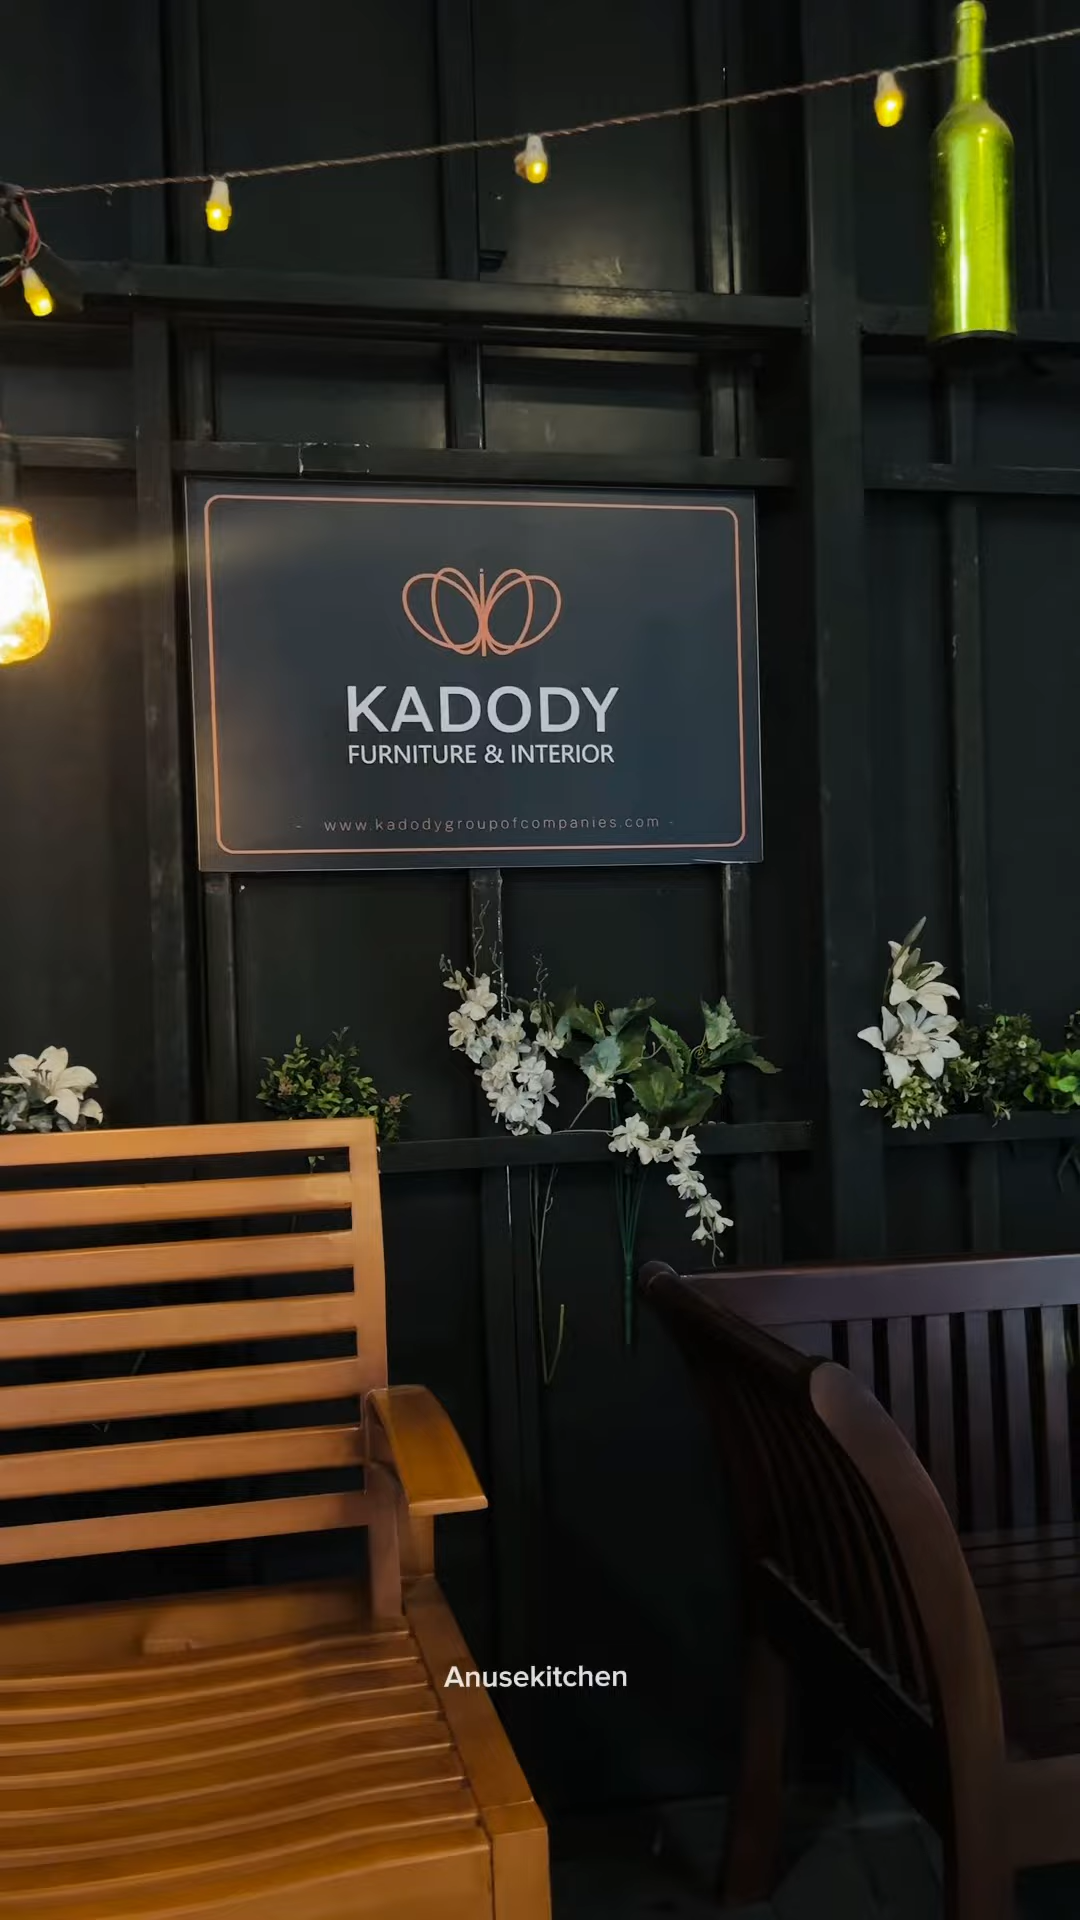 KADODY
FURNITURE & INTERIOR
- www.kadodygroupofcompanies.com -
Anusekitchen